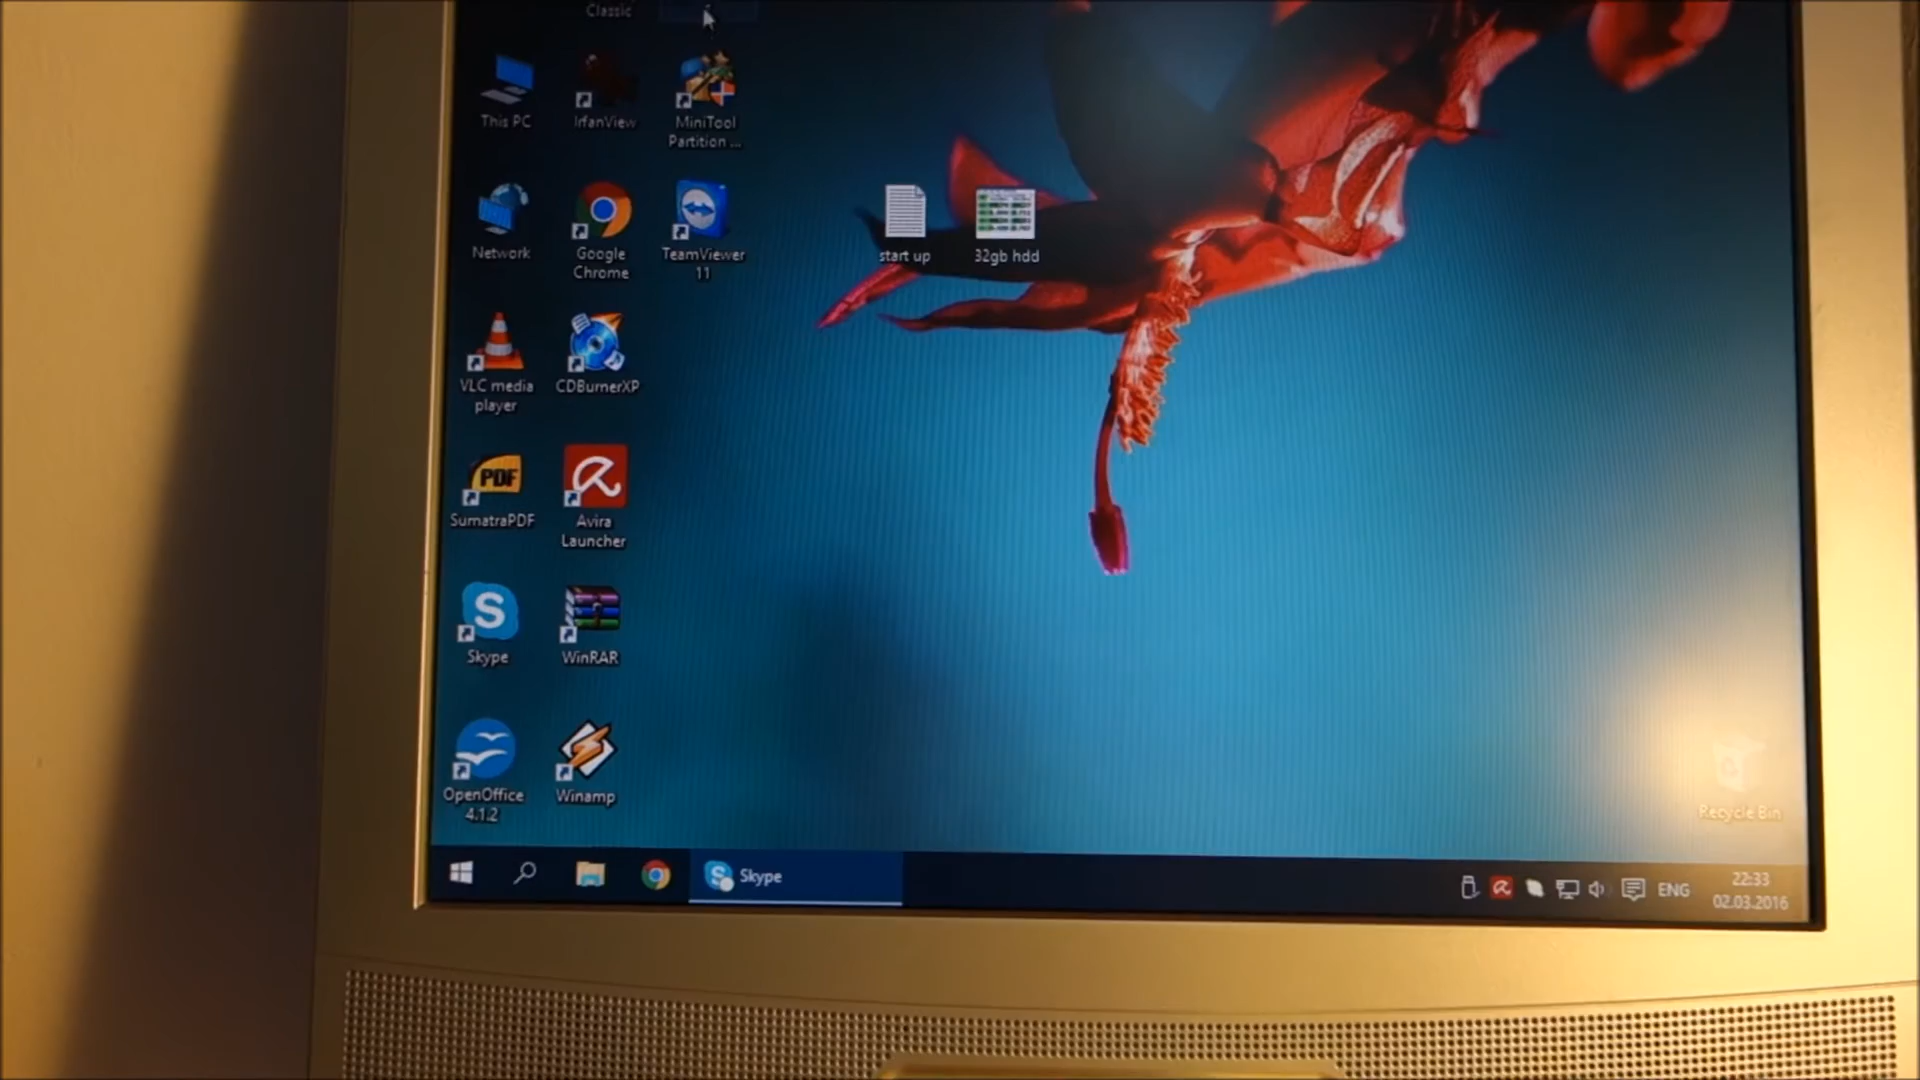 Classic
This PC
IrfanView
MiniTool
Partition ...
Network
Google
Chrome
TeamViewer
11
start up
32gb hdd
VLC media
player
CDBurnerXP
PDF
SumatraPDF
Avira
Launcher
S
Skype
WinRAR
OpenOffice
4.1.2
Winamp
Recycle Bin
S Skype
ENG
22:33
02.03.2016